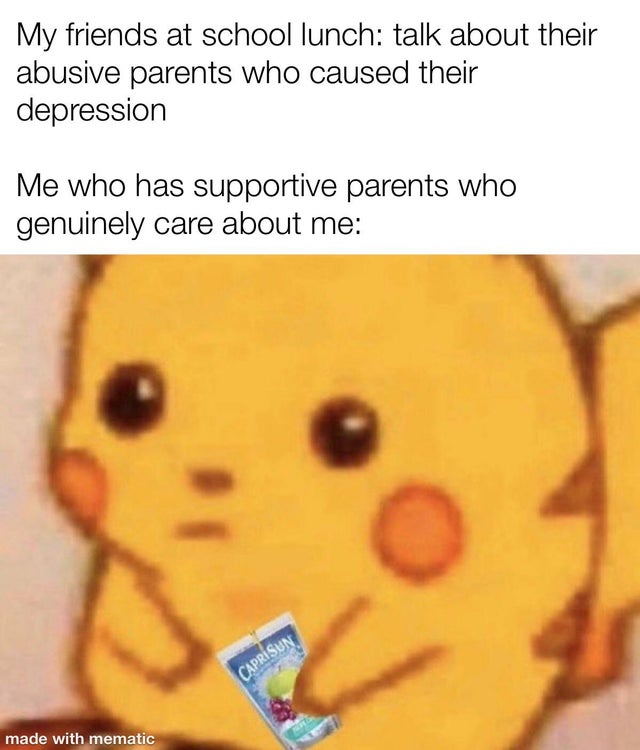 My friends at school lunch: talk about their
abusive parents who caused their
depression
Me who has supportive parents who
genuinely care about me:
CAPRISUN
made with mematic